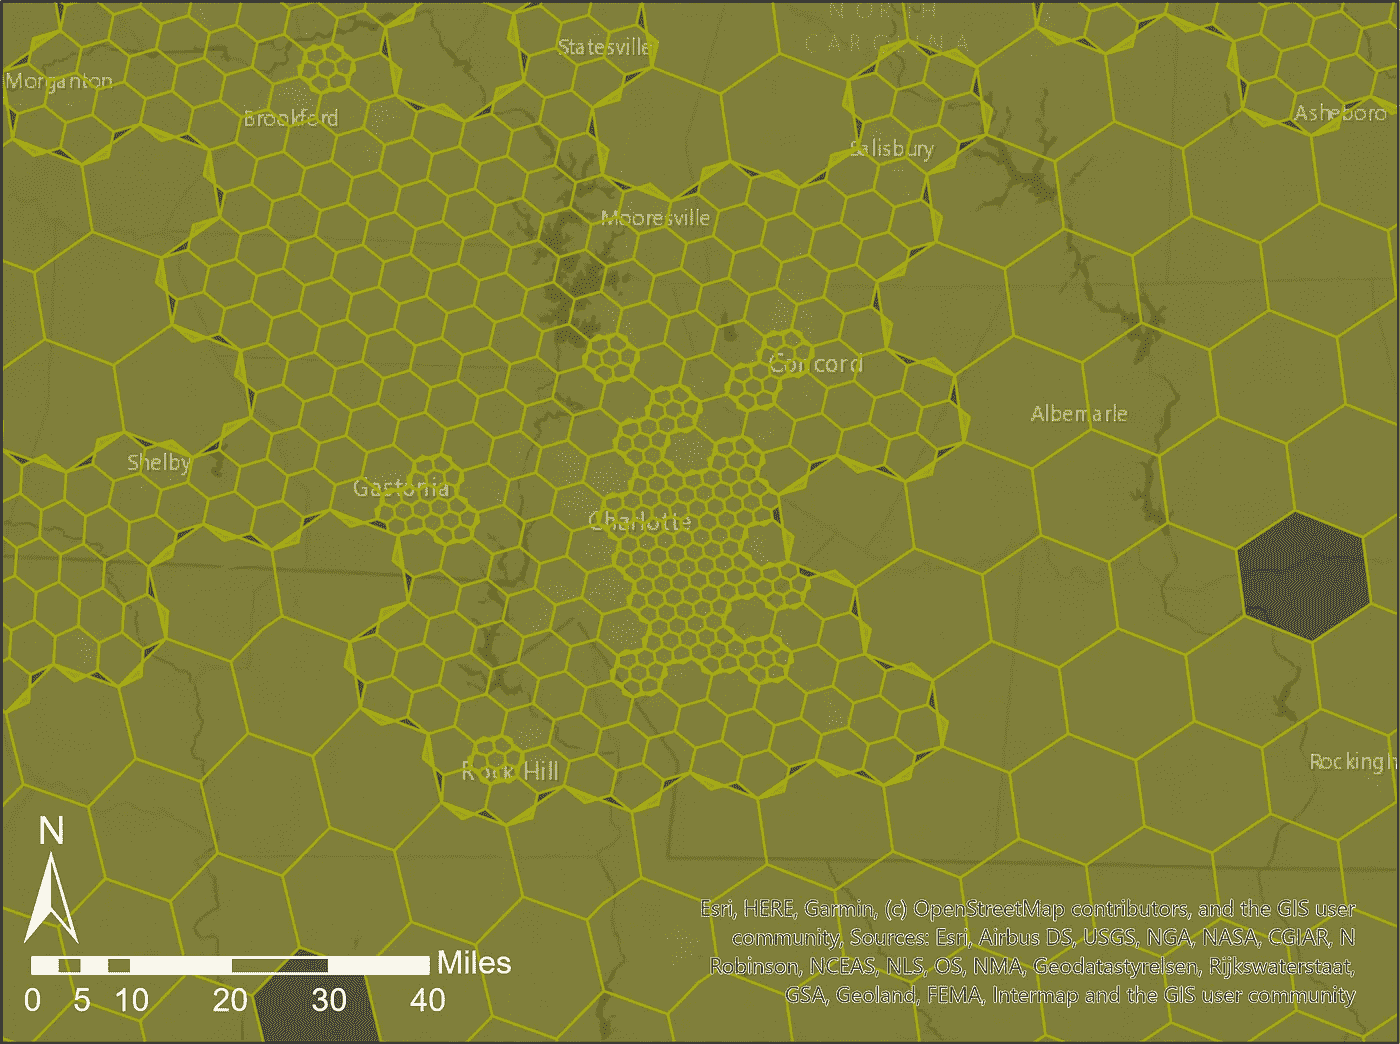 NORTH
CAROLINA
Statesville
Morganton
Brookford
Asheboro
Salisbury
Mooresville
Concord
Albemarle
Shelby
Gastonia
Charlotte
Rock Hill
Rockingh
N
Miles
0 5 10 20 30 40
Esri, HERE, Garmin, (c) OpenStreetMap contributors, and the GIS user
community, Sources: Esri, Airbus DS, USGS, NGA, NASA, CGIAR, N
Robinson, NCEAS, NLS, OS, NMA, Geodatastyrelsen, Rijkswaterstaat,
GSA, Geoland, FEMA, Intermap and the GIS user community